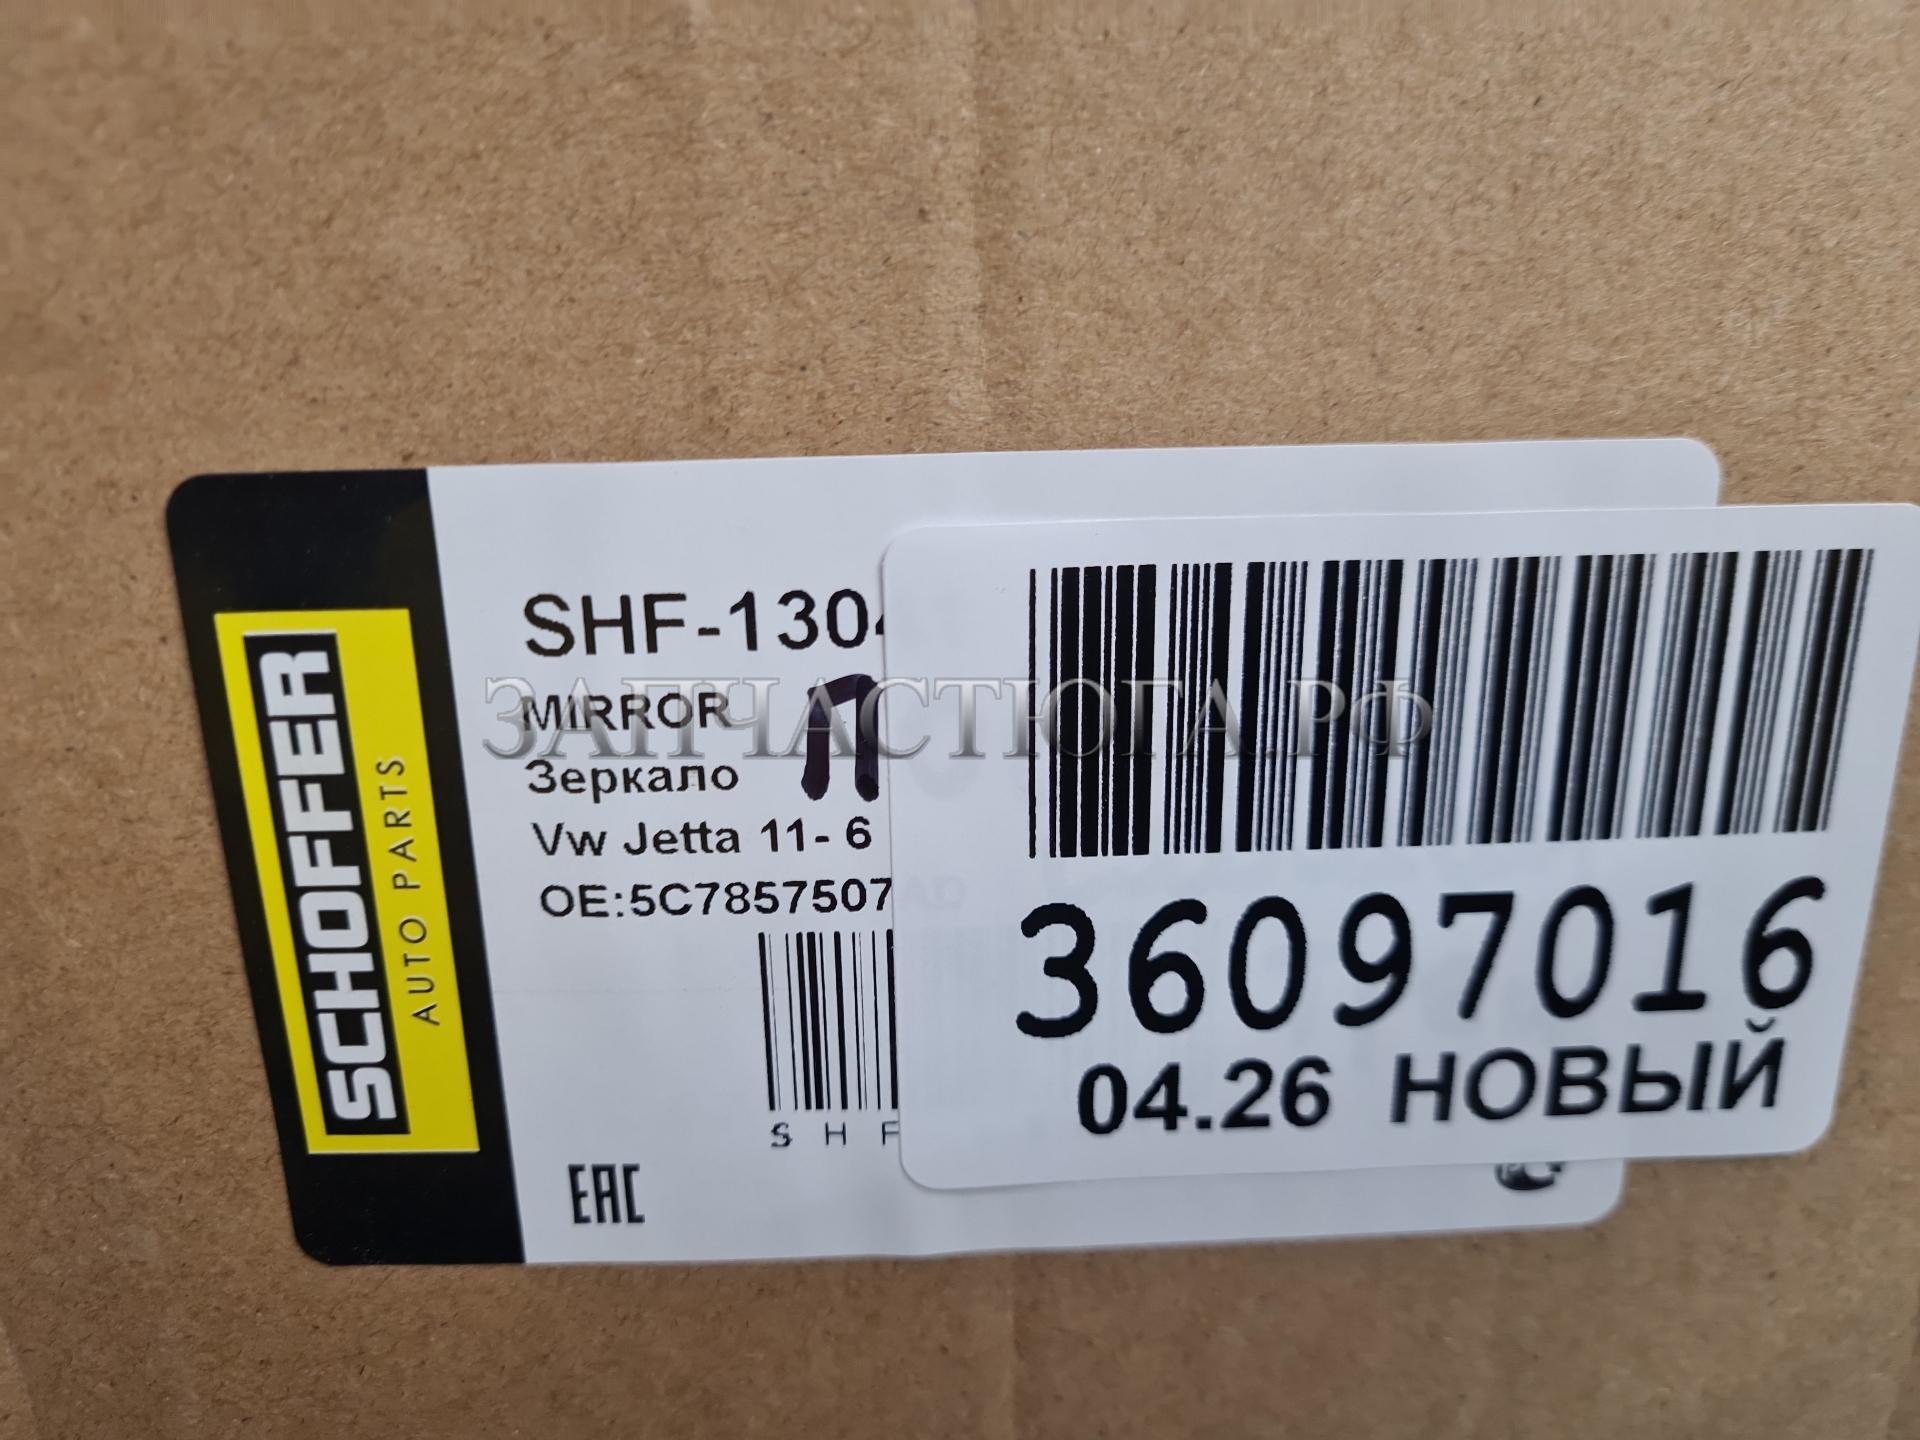 SCHOFFER
AUTO PARTS
SHF-130
MIRROR
Зеркало
П
Vw Jetta 11- 6
OE:5C7857507
S H F
EAC
ЗАПЧАСТЮГА.РФ
36097016
04.26 НОВЫЙ